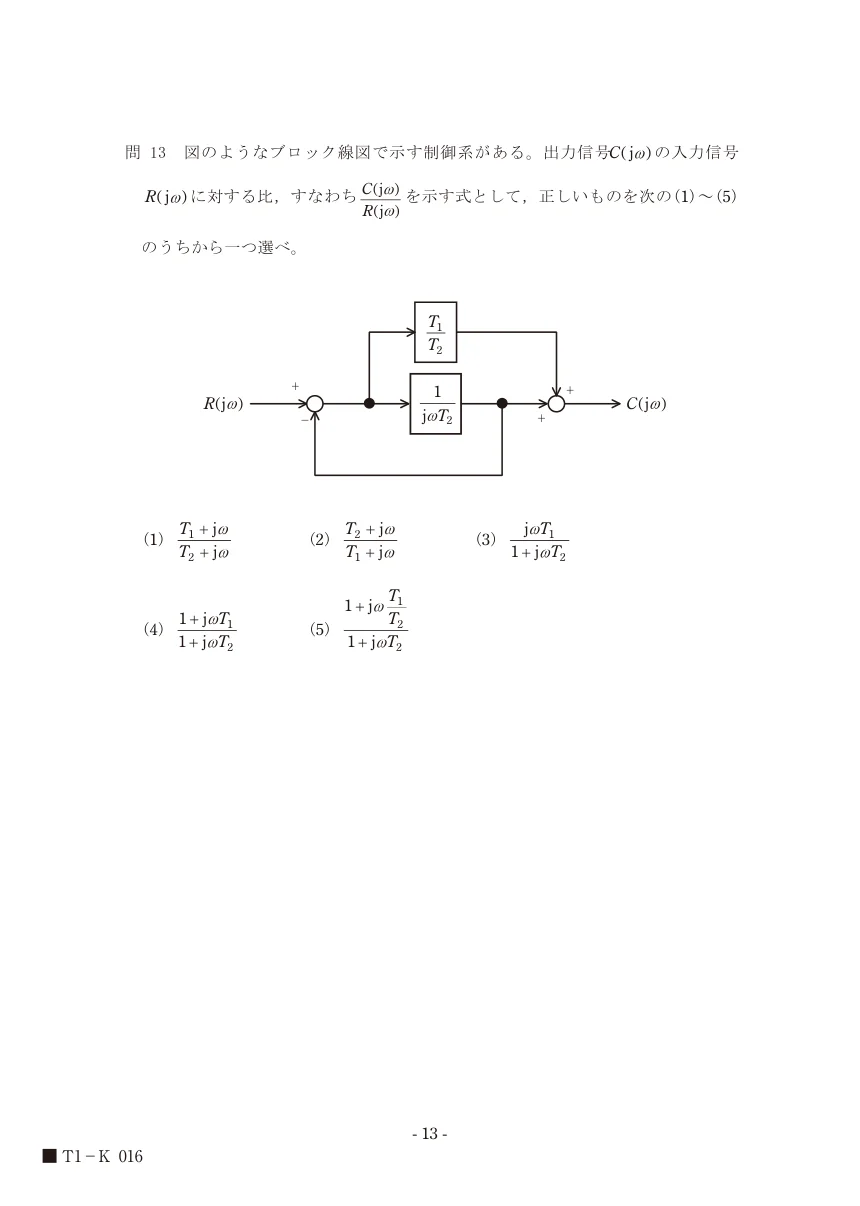 問 13 図のようなブロック線図で示す制御系がある。出力信号C(jω)の入力信号
R(jω)に対する比，すなわち C(jω)/R(jω) を示す式として，正しいものを次の(1)～(5)
のうちから一つ選べ。
T₁/T₂
R(jω) + − 1/jωT₂ + + C(jω)
(1) (T₁ + jω)/(T₂ + jω) (2) (T₂ + jω)/(T₁ + jω) (3) jωT₁/(1 + jωT₂)
(4) (1 + jωT₁)/(1 + jωT₂) (5) (1 + jω T₁/T₂)/(1 + jωT₂)
- 13 -
■ T1－K 016